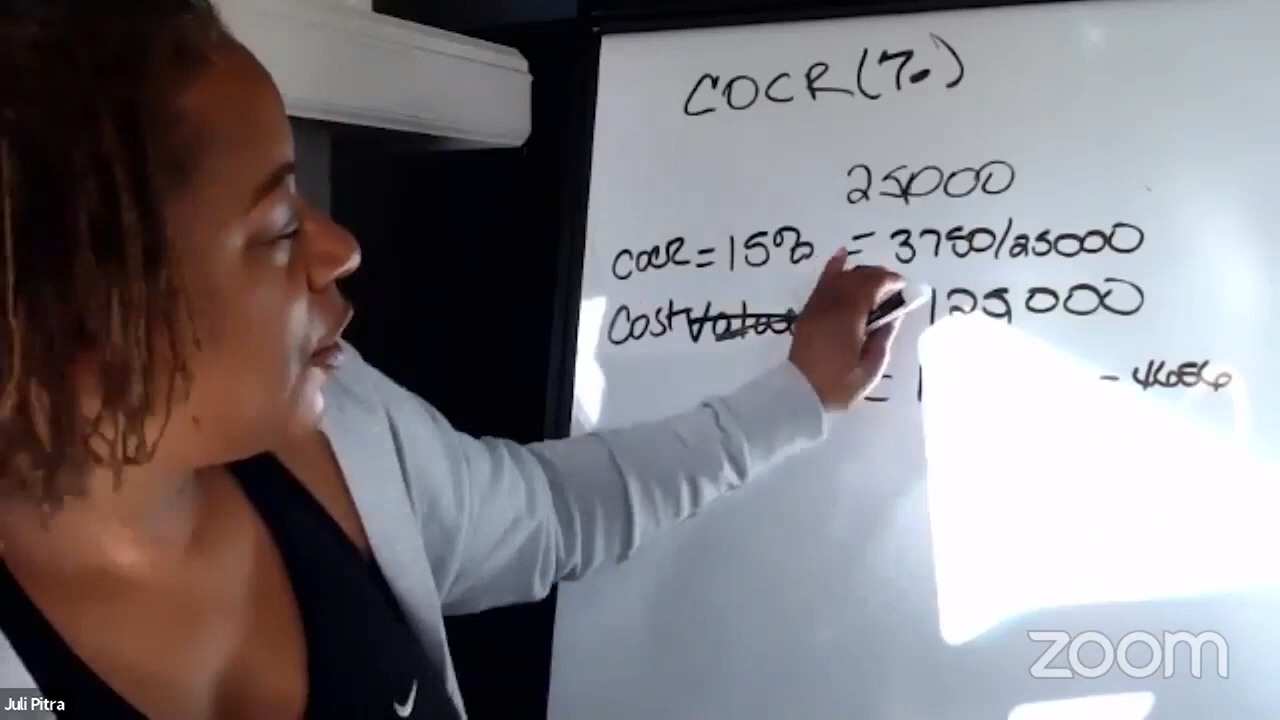 COCR(%)
25000
COCR = 15% = 3750/25000
Cost 125000
=
zoom
Juli Pitra